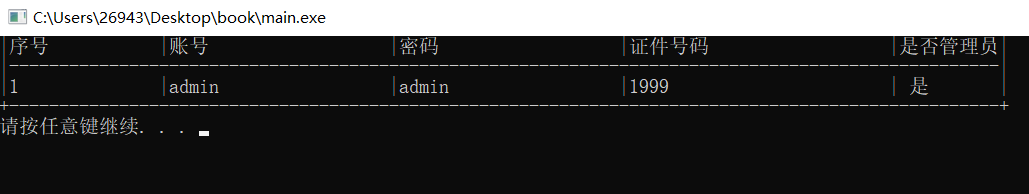 C:\Users\26943\Desktop\book\main.exe
|序号 |账号 |密码 |证件号码 |是否管理员|
|---------------------------------------------------------------------------------------------------|
|1 |admin |admin |1999 | 是 |
+---------------------------------------------------------------------------------------------------+
请按任意键继续. . .